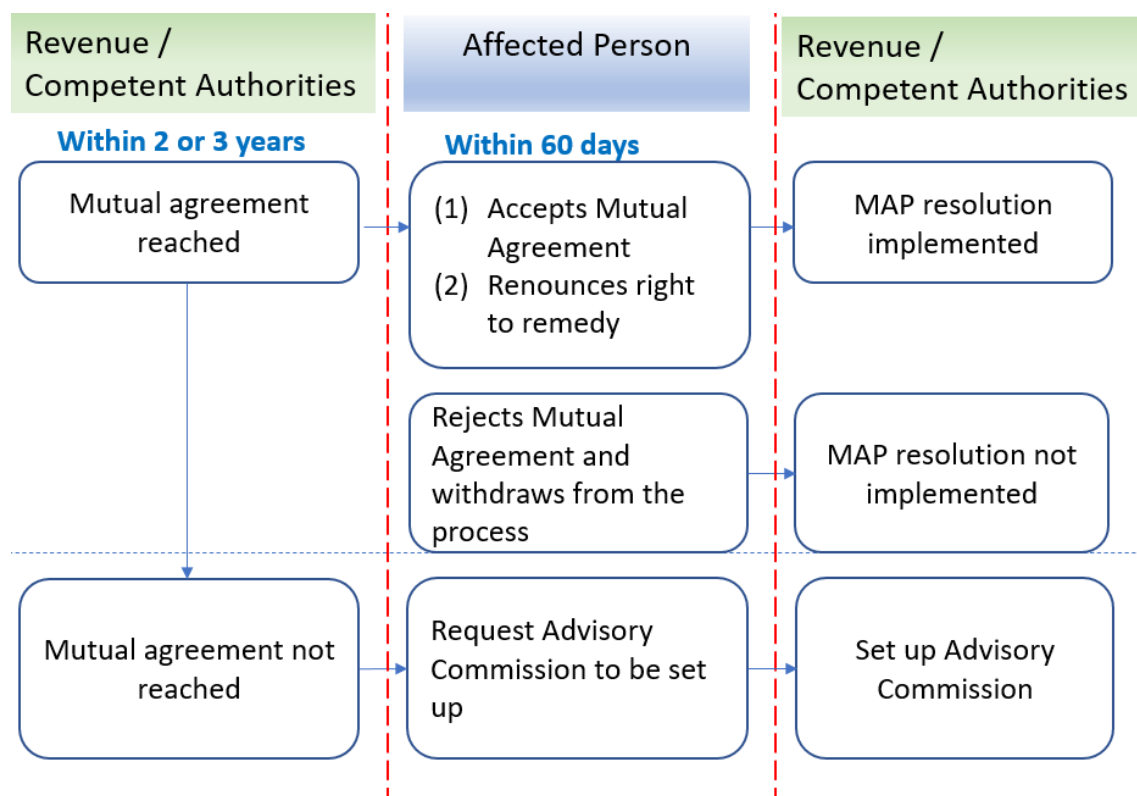 Revenue /
Competent Authorities
Affected Person
Revenue /
Competent Authorities
Within 2 or 3 years
Within 60 days
Mutual agreement
reached
(1) Accepts Mutual
Agreement
(2) Renounces right
to remedy
MAP resolution
implemented
Rejects Mutual
Agreement and
withdraws from the
process
MAP resolution not
implemented
Mutual agreement not
reached
Request Advisory
Commission to be set
up
Set up Advisory
Commission